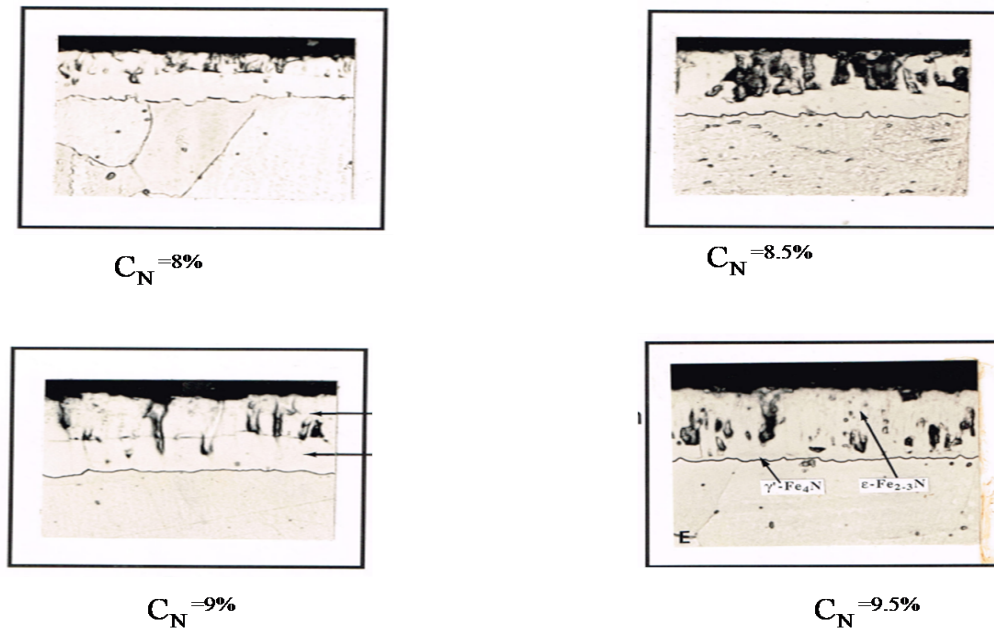 C_N =8%
C_N =8.5%
γ'-Fe₄N
ε-Fe₂₋₃N
E
C_N =9%
C_N =9.5%